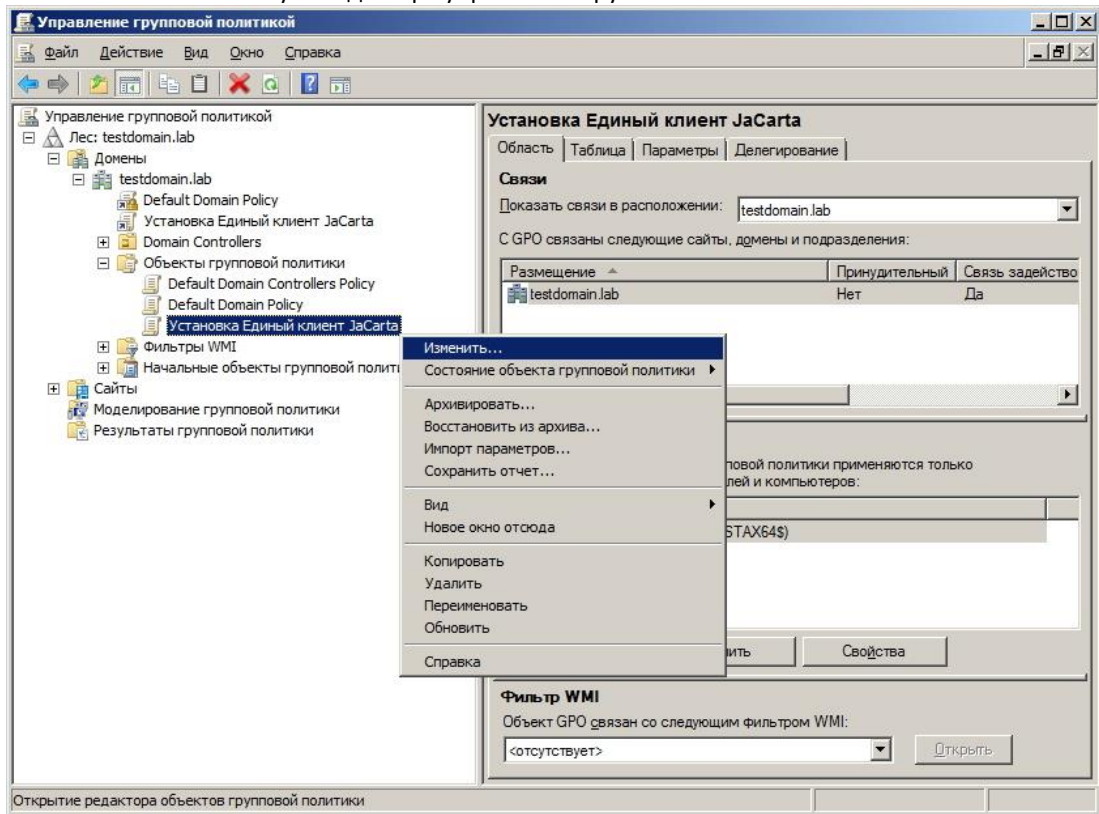 Управление групповой политикой
Файл Действие Вид Окно Справка
Управление групповой политикой
Лес: testdomain.lab
Домены
testdomain.lab
Default Domain Policy
Установка Единый клиент JaCarta
Domain Controllers
Объекты групповой политики
Default Domain Controllers Policy
Default Domain Policy
Установка Единый клиент JaCarta
Фильтры WMI
Начальные объекты групповой полити
Сайты
Моделирование групповой политики
Результаты групповой политики
Изменить...
Состояние объекта групповой политики
Архивировать...
Восстановить из архива...
Импорт параметров...
Сохранить отчет...
Вид
Новое окно отсюда
Копировать
Удалить
Переименовать
Обновить
Справка
Установка Единый клиент JaCarta
Область Таблица Параметры Делегирование
Связи
Показать связи в расположении: testdomain.lab
С GPO связаны следующие сайты, домены и подразделения:
Размещение Принудительный Связь задейство
testdomain.lab Нет Да
повой политики применяются только
лей и компьютеров:
STAX64$)
ить Свойства
Фильтр WMI
Объект GPO связан со следующим фильтром WMI:
<отсутствует> Открыть
Открытие редактора объектов групповой политики